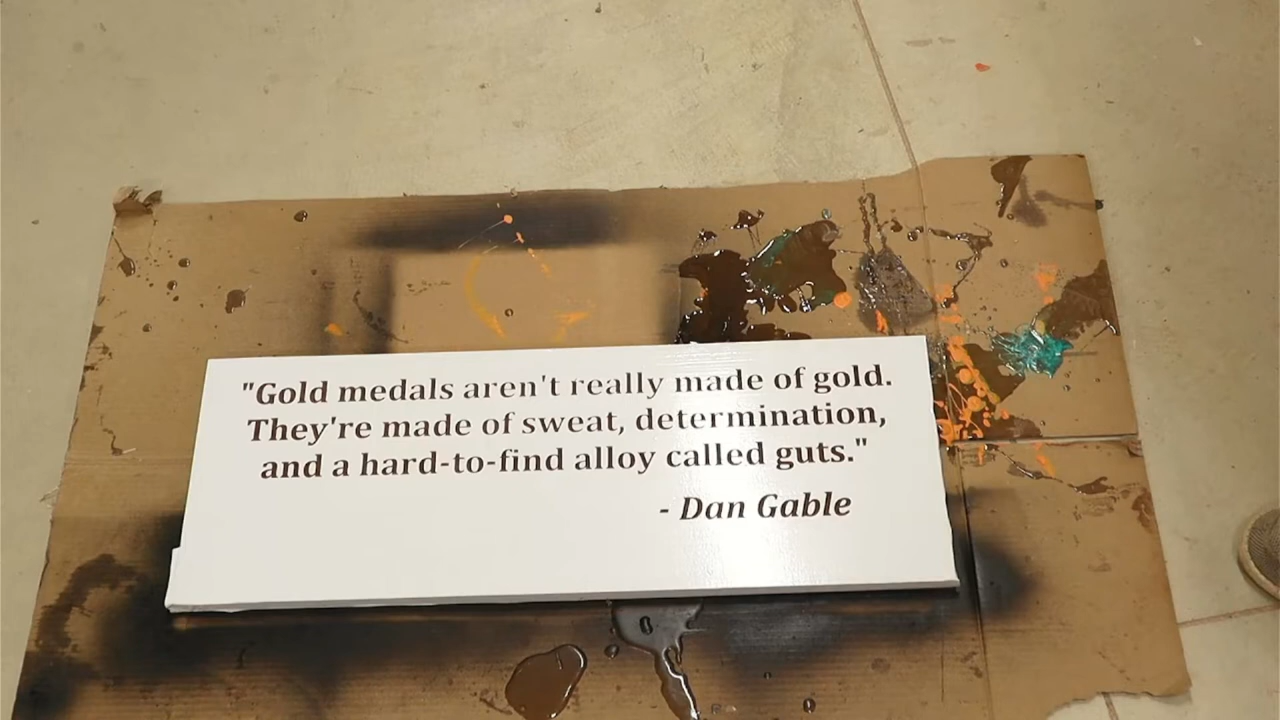 "Gold medals aren't really made of gold.
They're made of sweat, determination,
and a hard-to-find alloy called guts."
- Dan Gable